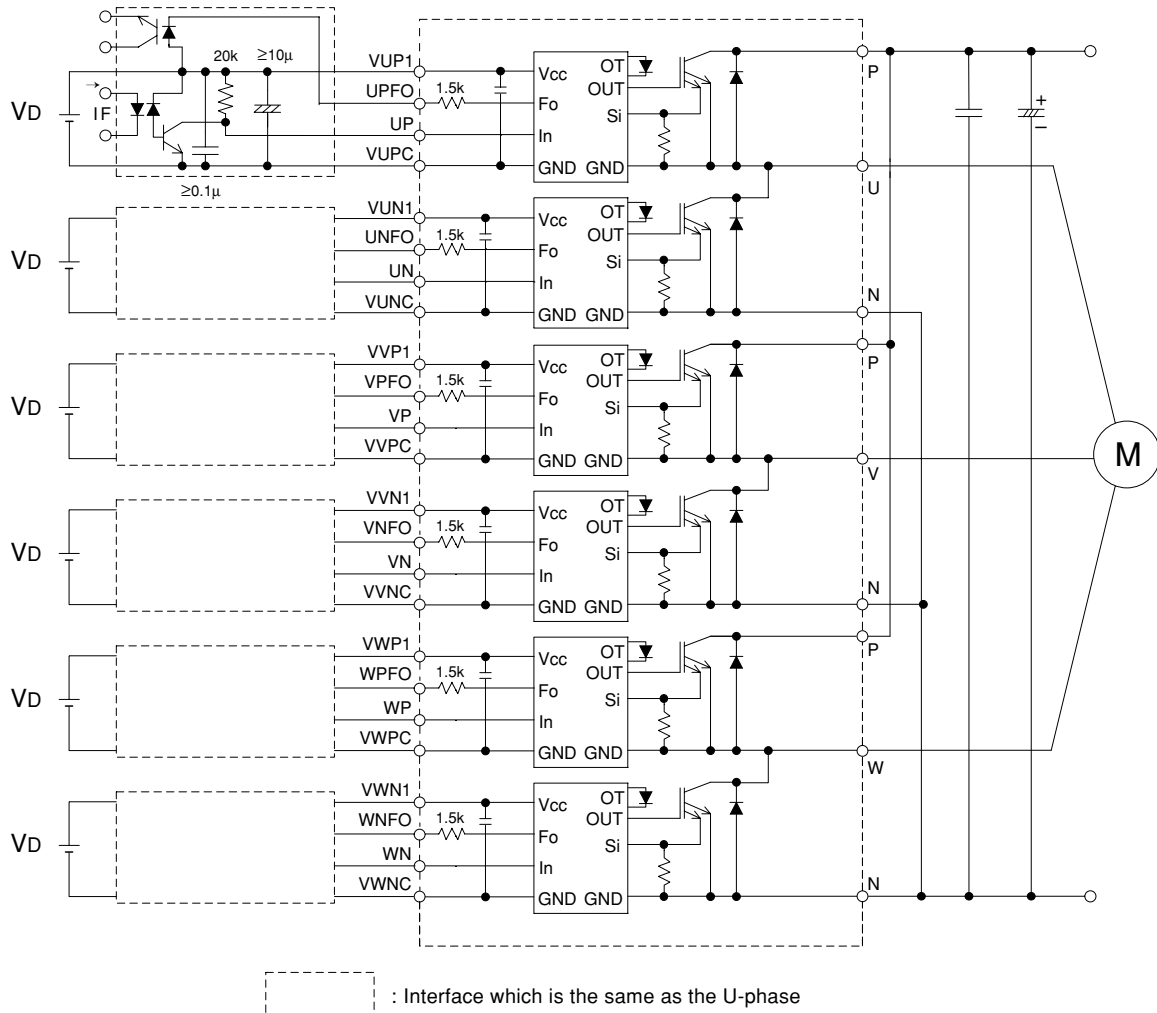 20k
≥10µ
VD
IF
≥0.1µ
VUP1
UPFO
UP
VUPC
1.5k
Vcc
Fo
In
GND GND
OT
OUT
Si
P
U
+
−
VD
VUN1
UNFO
UN
VUNC
1.5k
Vcc
Fo
In
GND GND
OT
OUT
Si
N
VD
VVP1
VPFO
VP
VVPC
1.5k
Vcc
Fo
In
GND GND
OT
OUT
Si
P
V
M
VD
VVN1
VNFO
VN
VVNC
1.5k
Vcc
Fo
In
GND GND
OT
OUT
Si
N
VD
VWP1
WPFO
WP
VWPC
1.5k
Vcc
Fo
In
GND GND
OT
OUT
Si
P
W
VD
VWN1
WNFO
WN
VWNC
1.5k
Vcc
Fo
In
GND GND
OT
OUT
Si
N
: Interface which is the same as the U-phase